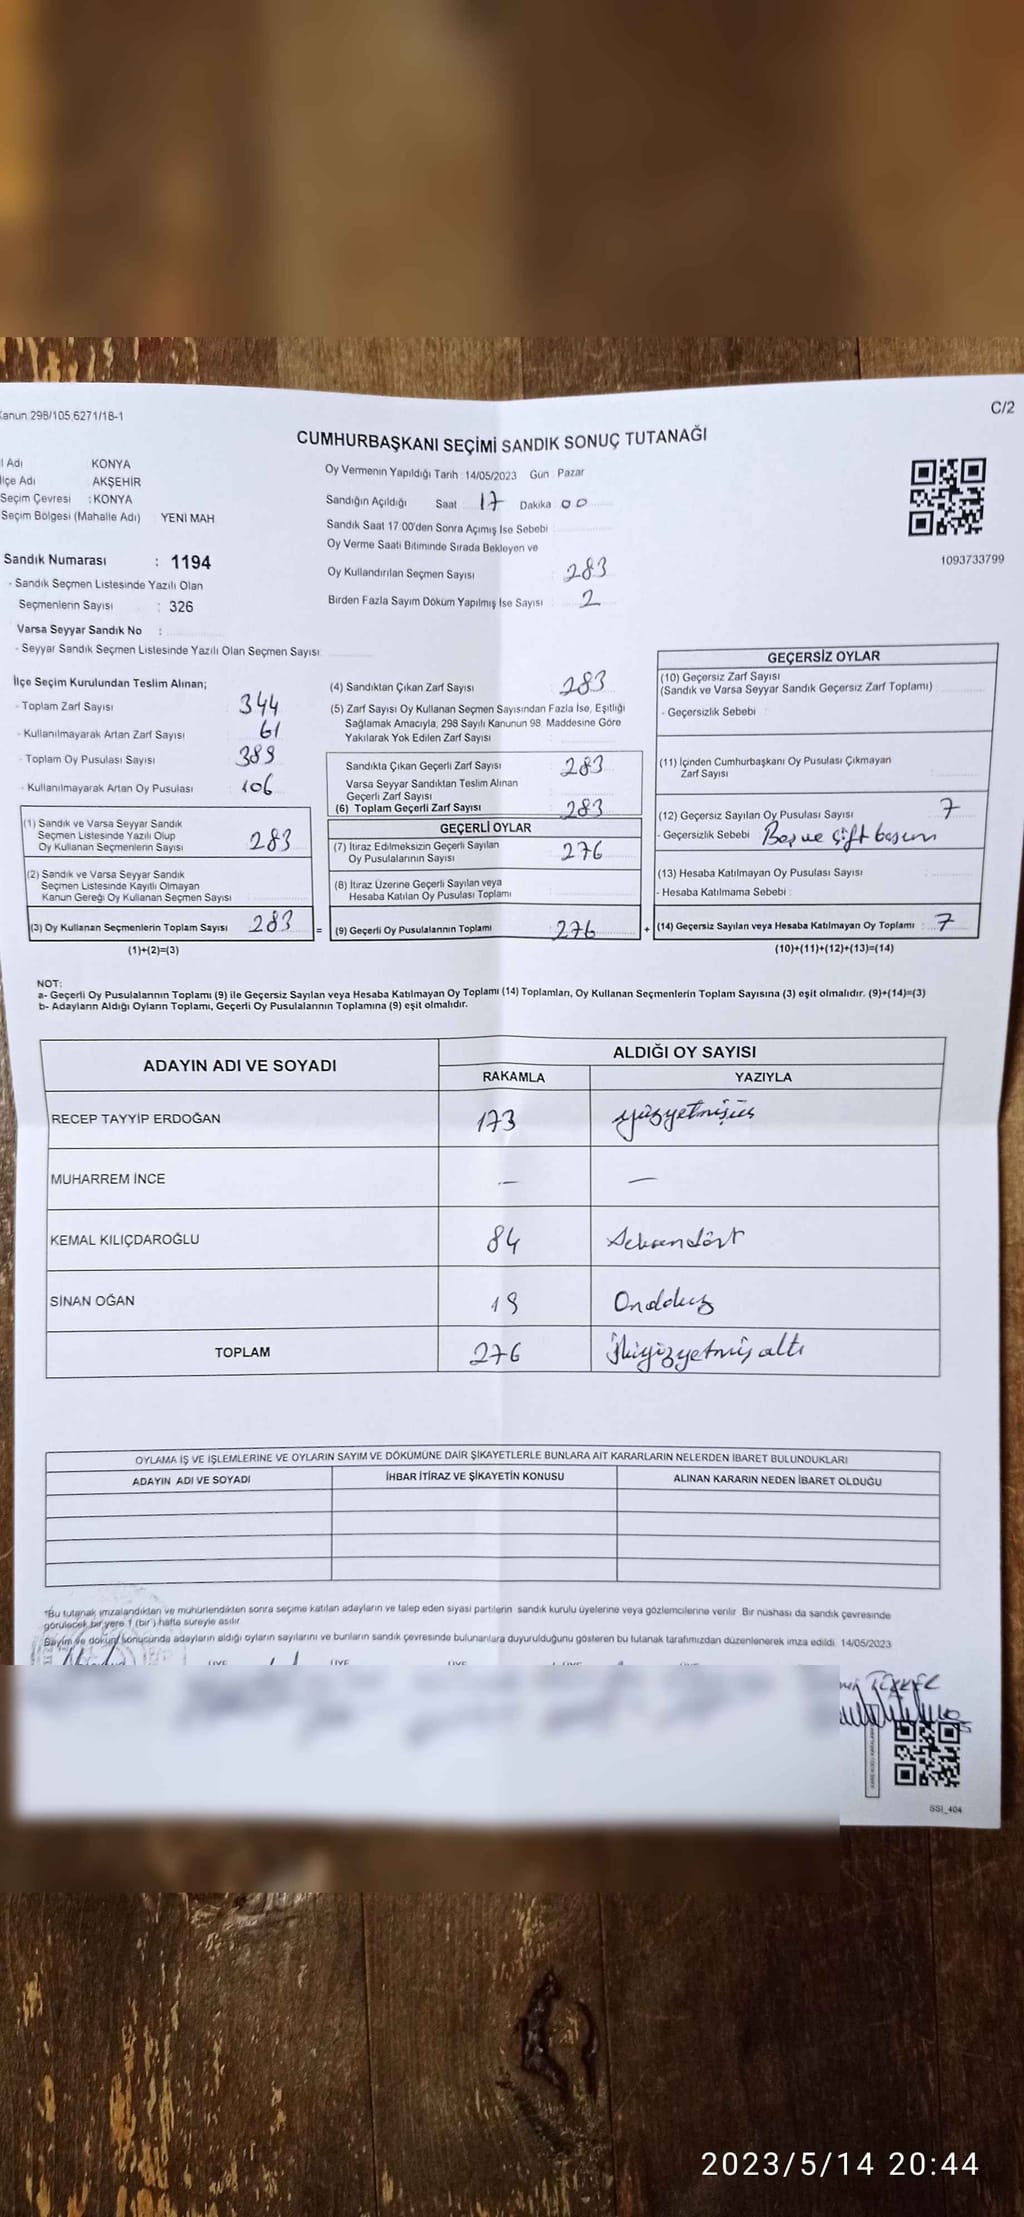 Kanun 298/105,6271/18-1
C/2
CUMHURBAŞKANI SEÇİMİ SANDIK SONUÇ TUTANAĞI
l Adı KONYA
İlçe Adı AKŞEHİR
Seçim Çevresi : KONYA
Seçim Bölgesi (Mahalle Adı) YENİ MAH
Sandık Numarası : 1194
- Sandık Seçmen Listesinde Yazılı Olan
Seçmenlerin Sayısı : 326
Varsa Seyyar Sandık No :
- Seyyar Sandık Seçmen Listesinde Yazılı Olan Seçmen Sayısı
Oy Vermenin Yapıldığı Tarih 14/05/2023 Gün Pazar
Sandığın Açıldığı Saat 17 Dakika 00
Sandık Saat 17 00'den Sonra Açımış İse Sebebi
Oy Verme Saati Bitiminde Sırada Bekleyen ve
Oy Kullandırılan Seçmen Sayısı 283
Birden Fazla Sayım Döküm Yapılmış İse Sayısı 2
1093733799
İlçe Seçim Kurulundan Teslim Alınan;
- Toplam Zarf Sayısı 344
- Kullanılmayarak Artan Zarf Sayısı 61
- Toplam Oy Pusulası Sayısı 389
- Kullanılmayarak Artan Oy Pusulası 106
(1) Sandık ve Varsa Seyyar Sandık
Seçmen Listesinde Yazılı Olup
Oy Kullanan Seçmenlerin Sayısı 283
(2) Sandık ve Varsa Seyyar Sandık
Seçmen Listesinde Kayıtlı Olmayan
Kanun Gereği Oy Kullanan Seçmen Sayısı
(3) Oy Kullanan Seçmenlerin Toplam Sayısı 283 =
(1)+(2)=(3)
(4) Sandıktan Çıkan Zarf Sayısı 283
(5) Zarf Sayısı Oy Kullanan Seçmen Sayısından Fazla İse, Eşitliği
Sağlamak Amacıyla, 298 Sayılı Kanunun 98. Maddesine Göre
Yakılarak Yok Edilen Zarf Sayısı
Sandıkta Çıkan Geçerli Zarf Sayısı 283
Varsa Seyyar Sandıktan Teslim Alınan
Geçerli Zarf Sayısı
(6) Toplam Geçerli Zarf Sayısı 283
GEÇERLİ OYLAR
(7) İtiraz Edilmeksizin Geçerli Sayılan
Oy Pusulalarının Sayısı 276
(8) İtiraz Üzerine Geçerli Sayılan veya
Hesaba Katılan Oy Pusulası Toplamı
(9) Geçerli Oy Pusulalarının Toplamı 276 +
GEÇERSİZ OYLAR
(10) Geçersiz Zarf Sayısı
(Sandık ve Varsa Seyyar Sandık Geçersiz Zarf Toplamı)
- Geçersizlik Sebebi
(11) İçinden Cumhurbaşkanı Oy Pusulası Çıkmayan
Zarf Sayısı
(12) Geçersiz Sayılan Oy Pusulası Sayısı 7
- Geçersizlik Sebebi Boş ve çift basım
(13) Hesaba Katılmayan Oy Pusulası Sayısı
- Hesaba Katılmama Sebebi :
(14) Geçersiz Sayılan veya Hesaba Katılmayan Oy Toplamı 7
(10)+(11)+(12)+(13)=(14)
NOT:
a- Geçerli Oy Pusulalarının Toplamı (9) ile Geçersiz Sayılan veya Hesaba Katılmayan Oy Toplamı (14) Toplamları, Oy Kullanan Seçmenlerin Toplam Sayısına (3) eşit olmalıdır. (9)+(14)=(3)
b- Adayların Aldığı Oyların Toplamı, Geçerli Oy Pusulalarının Toplamına (9) eşit olmalıdır.
ADAYIN ADI VE SOYADI ALDIĞI OY SAYISI
RAKAMLA YAZIYLA
RECEP TAYYİP ERDOĞAN 173 yüzyetmişüç
MUHARREM İNCE — —
KEMAL KILIÇDAROĞLU 84 Seksendört
SİNAN OĞAN 19 Ondokuz
TOPLAM 276 İkiyüzyetmiş altı
OYLAMA İŞ VE İŞLEMLERİNE VE OYLARIN SAYIM VE DÖKÜMÜNE DAİR ŞİKAYETLERLE BUNLARA AİT KARARLARIN NELERDEN İBARET BULUNDUKLARI
ADAYIN ADI VE SOYADI İHBAR İTİRAZ VE ŞİKAYETİN KONUSU ALINAN KARARIN NEDEN İBARET OLDUĞU
*Bu tutanak imzalandıktan ve mühürlendikten sonra seçime katılan adayların ve talep eden siyasi partilerin sandık kurulu üyelerine veya gözlemcilerine verilir. Bir nüshası da sandık çevresinde
görülecek bir yere 1 (bir) hafta süreyle asılır
Sayım ve döküm sonucunda adayların aldığı oyların sayılarını ve bunların sandık çevresinde bulunanlara duyurulduğunu gösteren bu tutanak tarafımızdan düzenlenerek imza edildi. 14/05/2023
ÜYE ÜYE ÜYE ÜYE ÜYE
SSI_404
2023/5/14 20:44